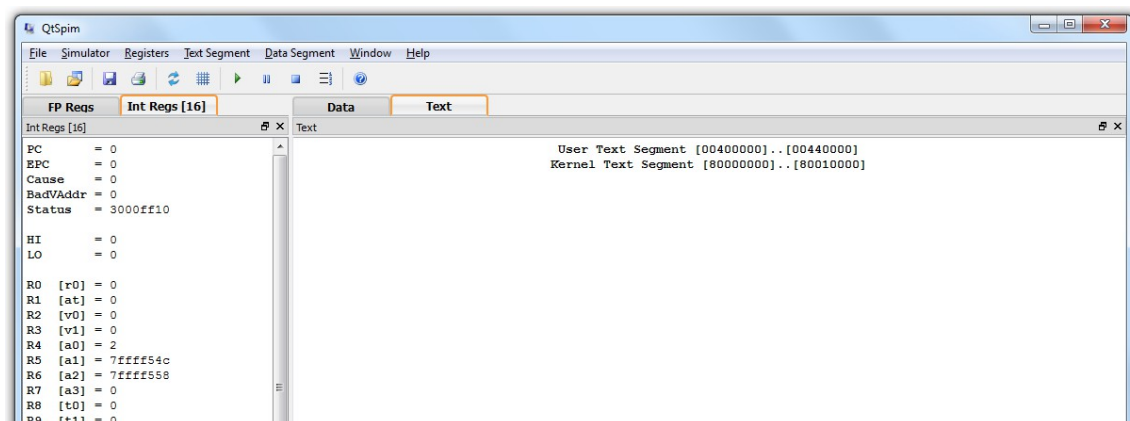 QtSpim
File Simulator Registers Text Segment Data Segment Window Help
FP Regs Int Regs [16] Data Text
Int Regs [16] Text
PC = 0
EPC = 0
Cause = 0
BadVAddr = 0
Status = 3000ff10
HI = 0
LO = 0
R0 [r0] = 0
R1 [at] = 0
R2 [v0] = 0
R3 [v1] = 0
R4 [a0] = 2
R5 [a1] = 7ffff54c
R6 [a2] = 7ffff558
R7 [a3] = 0
R8 [t0] = 0
R9 [t1] = 0
User Text Segment [00400000]..[00440000]
Kernel Text Segment [80000000]..[80010000]